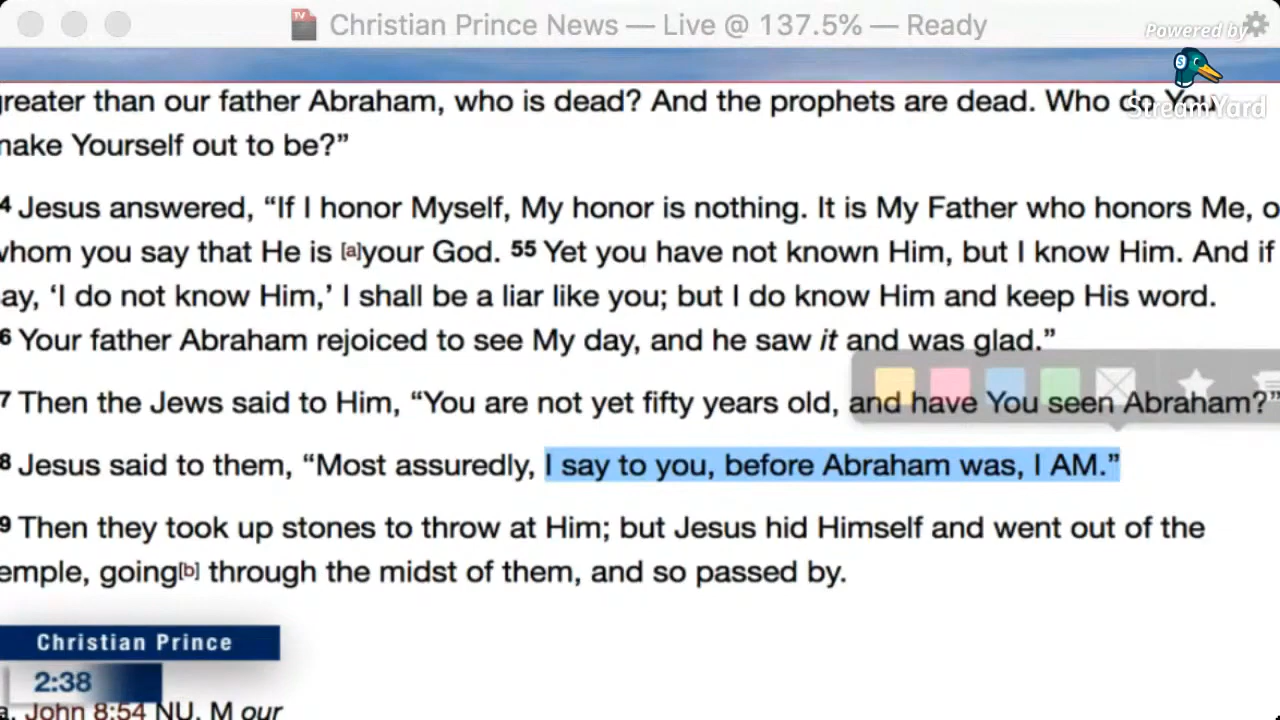 Christian Prince News — Live @ 137.5% — Ready
Powered by
StreamYard
greater than our father Abraham, who is dead? And the prophets are dead. Who do You
make Yourself out to be?”
4 Jesus answered, “If I honor Myself, My honor is nothing. It is My Father who honors Me, o
whom you say that He is [a]your God. 55 Yet you have not known Him, but I know Him. And if
ay, ‘I do not know Him,’ I shall be a liar like you; but I do know Him and keep His word.
6 Your father Abraham rejoiced to see My day, and he saw it and was glad.”
7 Then the Jews said to Him, “You are not yet fifty years old, and have You seen Abraham?”
8 Jesus said to them, “Most assuredly, I say to you, before Abraham was, I AM.”
9 Then they took up stones to throw at Him; but Jesus hid Himself and went out of the
emple, going[b] through the midst of them, and so passed by.
Christian Prince
2:38
a. John 8:54 NU, M our